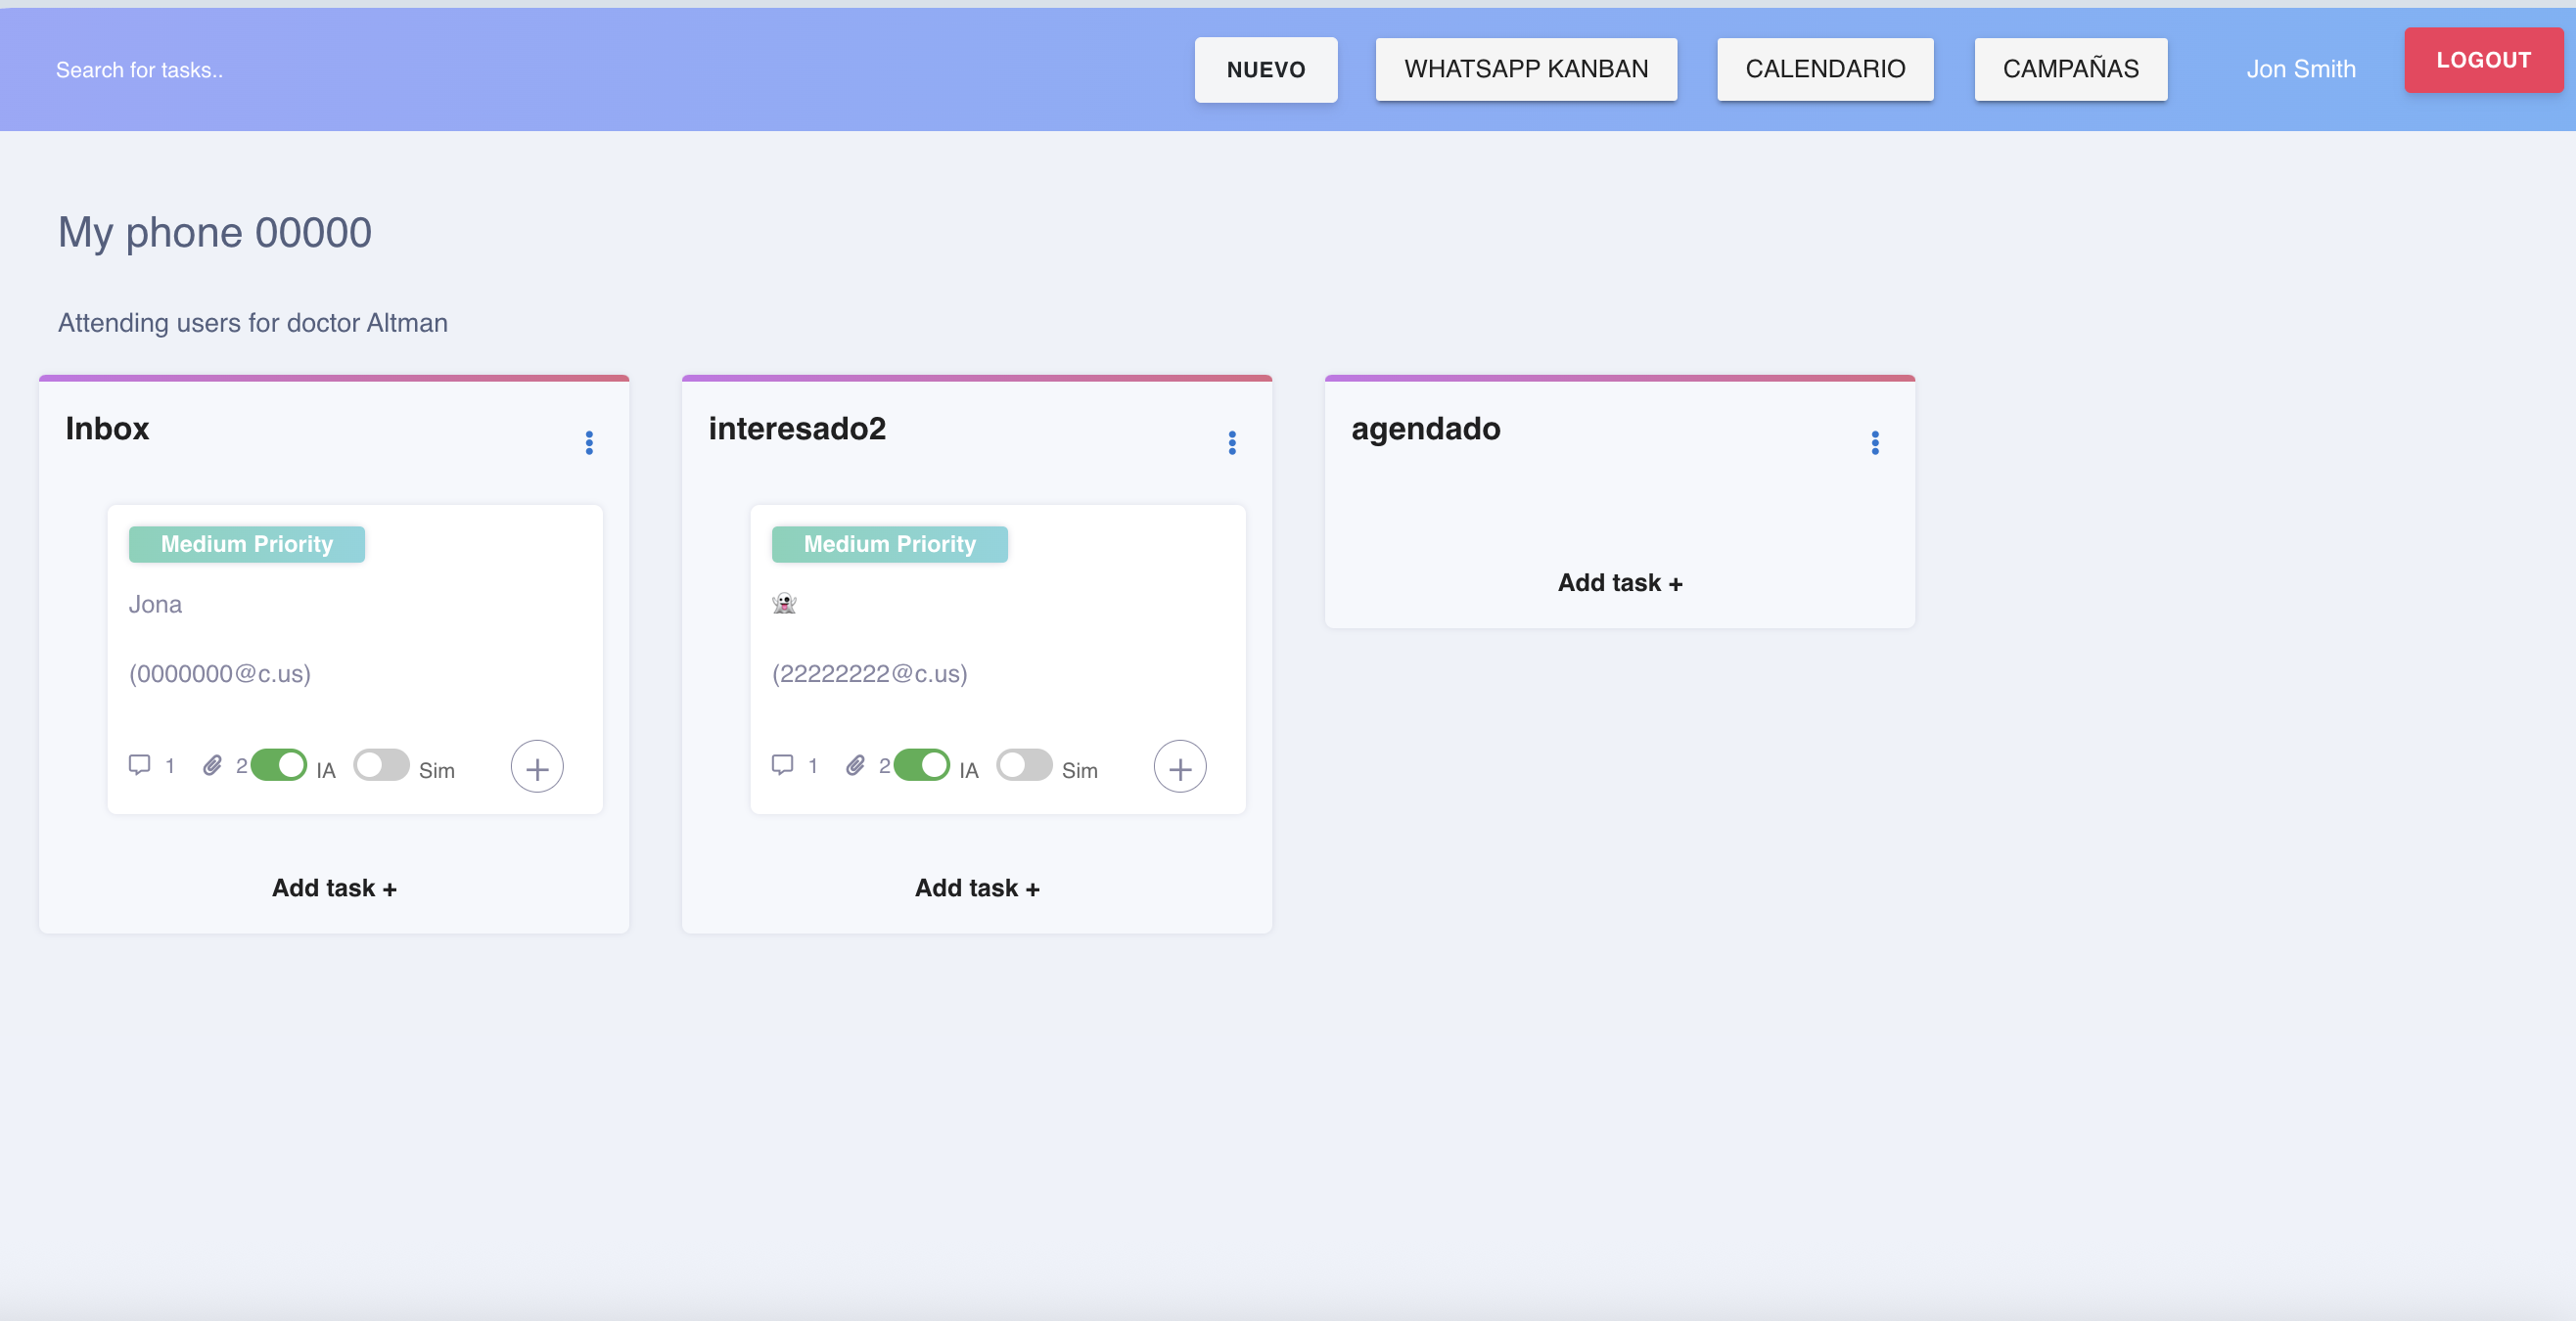 Search for tasks..
NUEVO
WHATSAPP KANBAN
CALENDARIO
CAMPAÑAS
Jon Smith
LOGOUT
My phone 00000
Attending users for doctor Altman
Inbox
Medium Priority
Jona
(0000000@c.us)
1 2 IA Sim
Add task +
interesado2
Medium Priority
👻
(22222222@c.us)
1 2 IA Sim
Add task +
agendado
Add task +